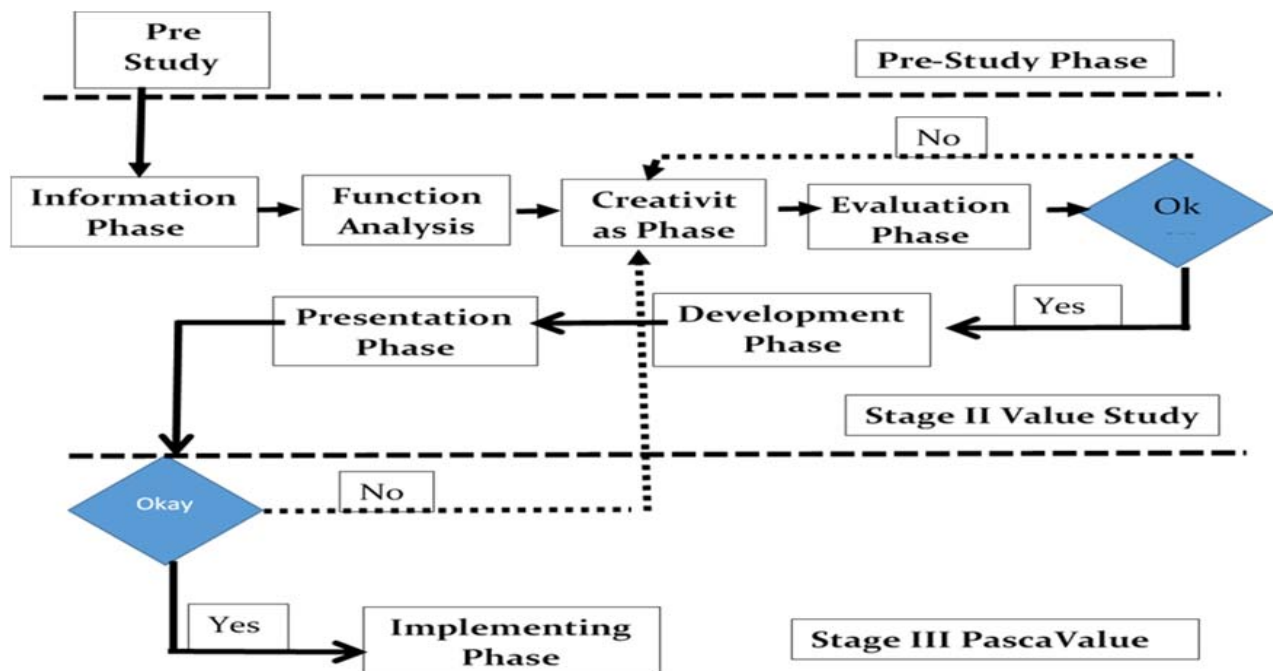 Pre
Study
Pre-Study Phase
No
Information
Phase
Function
Analysis
Creativit
as Phase
Evaluation
Phase
Ok
Presentation
Phase
Development
Phase
Yes
Stage II Value Study
Okay
No
Yes
Implementing
Phase
Stage III PascaValue